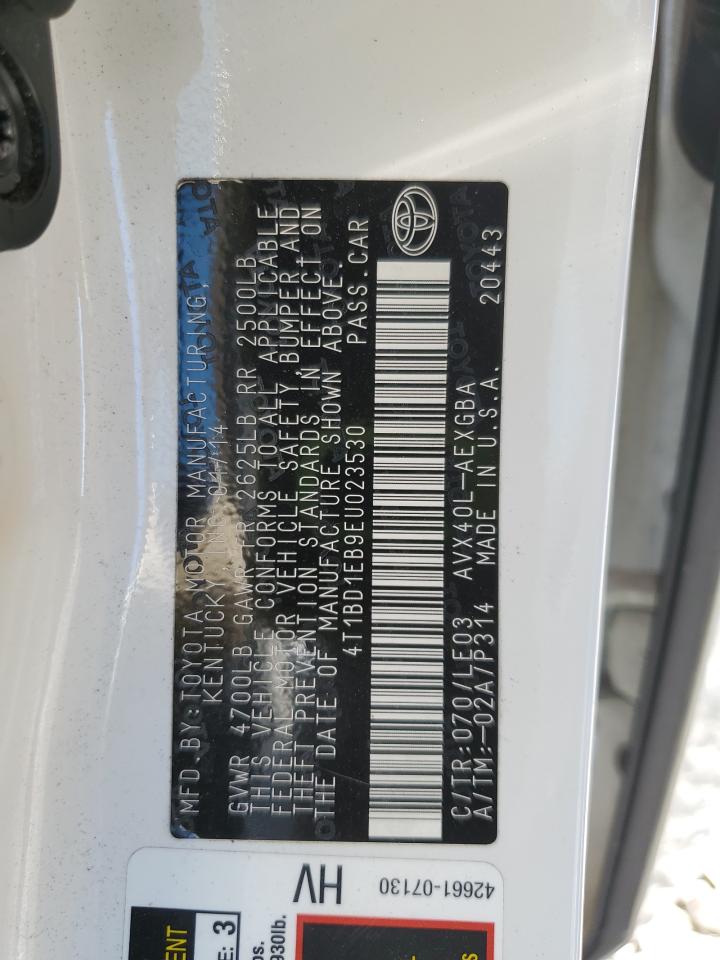 MFD.BY:TOYOTA MOTOR MANUFACTURING,
KENTUCKY, INC. 04/14
GVWR 4700LB GAWR FR 2625LB RR 2500LB
THIS VEHICLE CONFORMS TO ALL APPLICABLE
FEDERAL MOTOR VEHICLE SAFETY, BUMPER, AND
THEFT PREVENTION STANDARDS IN EFFECT ON
THE DATE OF MANUFACTURE SHOWN ABOVE.
4T1BD1EB9EU023530 PASS.CAR
C/TR:070/LE03 AVX40L-AEXGBA
A/TM:-02A/P314 MADE IN U.S.A. 20443
TOYOTA
HV
42661-07130
3
930lb.